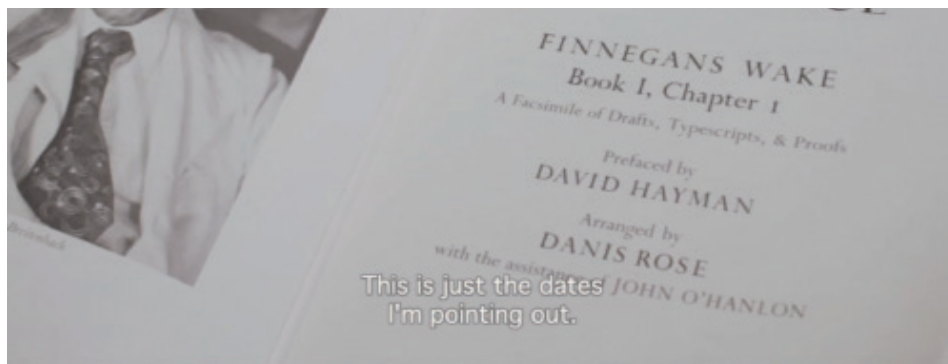 FINNEGANS WAKE
Book I, Chapter 1
A Facsimile of Drafts, Typescripts, & Proofs
Prefaced by
DAVID HAYMAN
Arranged by
DANIS ROSE
with the assistance of JOHN O'HANLON
This is just the dates
I'm pointing out.